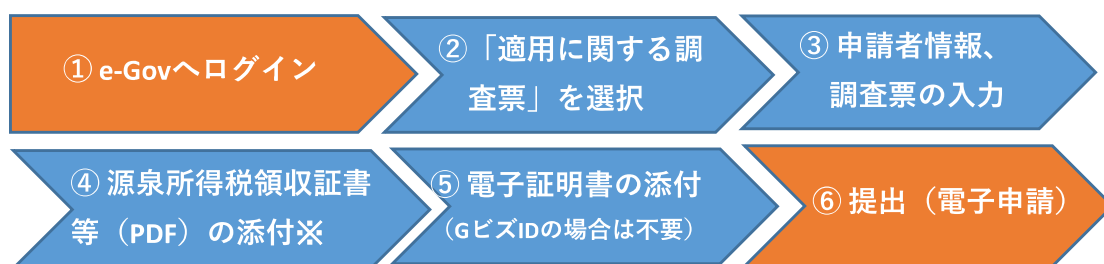 ① e-Govへログイン
②「適用に関する調
査票」を選択
③ 申請者情報、
調査票の入力
④ 源泉所得税領収証書
等（PDF）の添付※
⑤ 電子証明書の添付
（GビズIDの場合は不要）
⑥ 提出（電子申請）